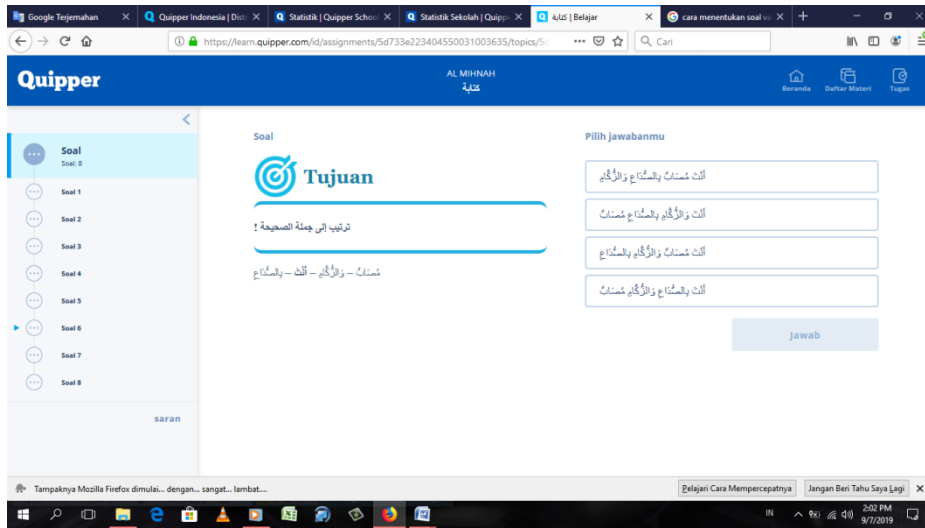 Google Terjemahan
Quipper Indonesia | Dist
Statistik | Quipper School
Statistik Sekolah | Quippe
كتابة | Belajar
cara menentukan soal va
https://learn.quipper.com/id/assignments/5d733e223404550031003635/topics/5d
Cari
Quipper
AL MIHNAH
كتابة
Beranda
Daftar Materi
Tugas
Soal
Soal: 8
Soal 1
Soal 2
Soal 3
Soal 4
Soal 5
Soal 6
Soal 7
Soal 8
saran
Soal
Tujuan
ترتيب إلى جملة الصحيحة !
مُصَابٌ – وَالزُّكَامِ – أَنْتَ – بِالصُّدَاعِ
Pilih jawabanmu
أَنْتَ مُصَابٌ بِالصُّدَاعِ وَالزُّكَامِ
أَنْتَ وَالزُّكَامِ بِالصُّدَاعِ مُصَابٌ
أَنْتَ مُصَابٌ وَالزُّكَامِ بِالصُّدَاعِ
أَنْتَ بِالصُّدَاعِ وَالزُّكَامِ مُصَابٌ
Jawab
Tampaknya Mozilla Firefox dimulai... dengan... sangat... lambat....
Pelajari Cara Mempercepatnya
Jangan Beri Tahu Saya Lagi
IN
2:02 PM
9/7/2019